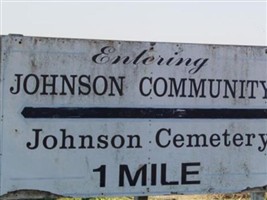 Entering
JOHNSON COMMUNITY
Johnson Cemetery
1 MILE